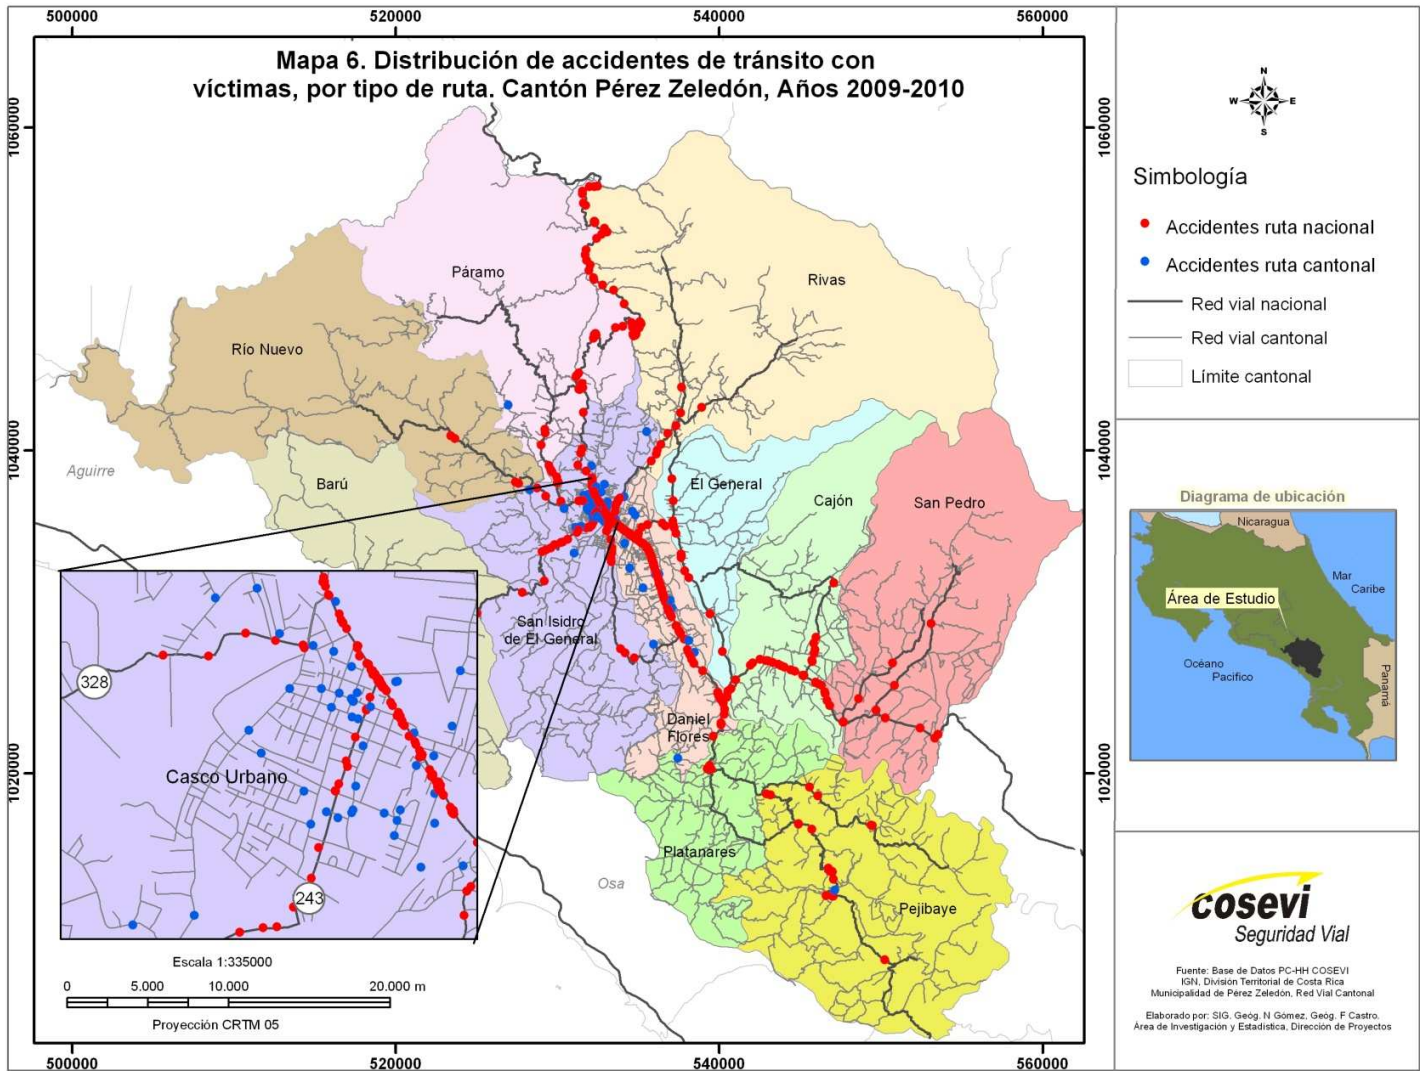 500000
520000
540000
560000
Mapa 6. Distribución de accidentes de tránsito con
víctimas, por tipo de ruta. Cantón Pérez Zeledón, Años 2009-2010
1060000
1060000
1040000
1040000
1020000
1020000
Páramo
Rivas
Río Nuevo
Aguirre
Barú
El General
Cajón
San Pedro
San Isidro
de El General
Daniel
Flores
Platanares
Pejibaye
Osa
328
Casco Urbano
243
Escala 1:335000
0
5.000
10.000
20.000 m
Proyección CRTM 05
500000
520000
540000
560000
N
W
E
S
Simbología
Accidentes ruta nacional
Accidentes ruta cantonal
Red vial nacional
Red vial cantonal
Límite cantonal
Diagrama de ubicación
Nicaragua
Mar
Caribe
Área de Estudio
Océano
Pacifico
Panamá
cosevi
Seguridad Vial
Fuente: Base de Datos PC-HH COSEVI
IGN, División Territorial de Costa Rica
Municipalidad de Pérez Zeledón, Red Vial Cantonal
Elaborado por: SIG. Geóg. N Gómez, Geóg. F Castro.
Área de Investigación y Estadistica, Dirección de Proyectos